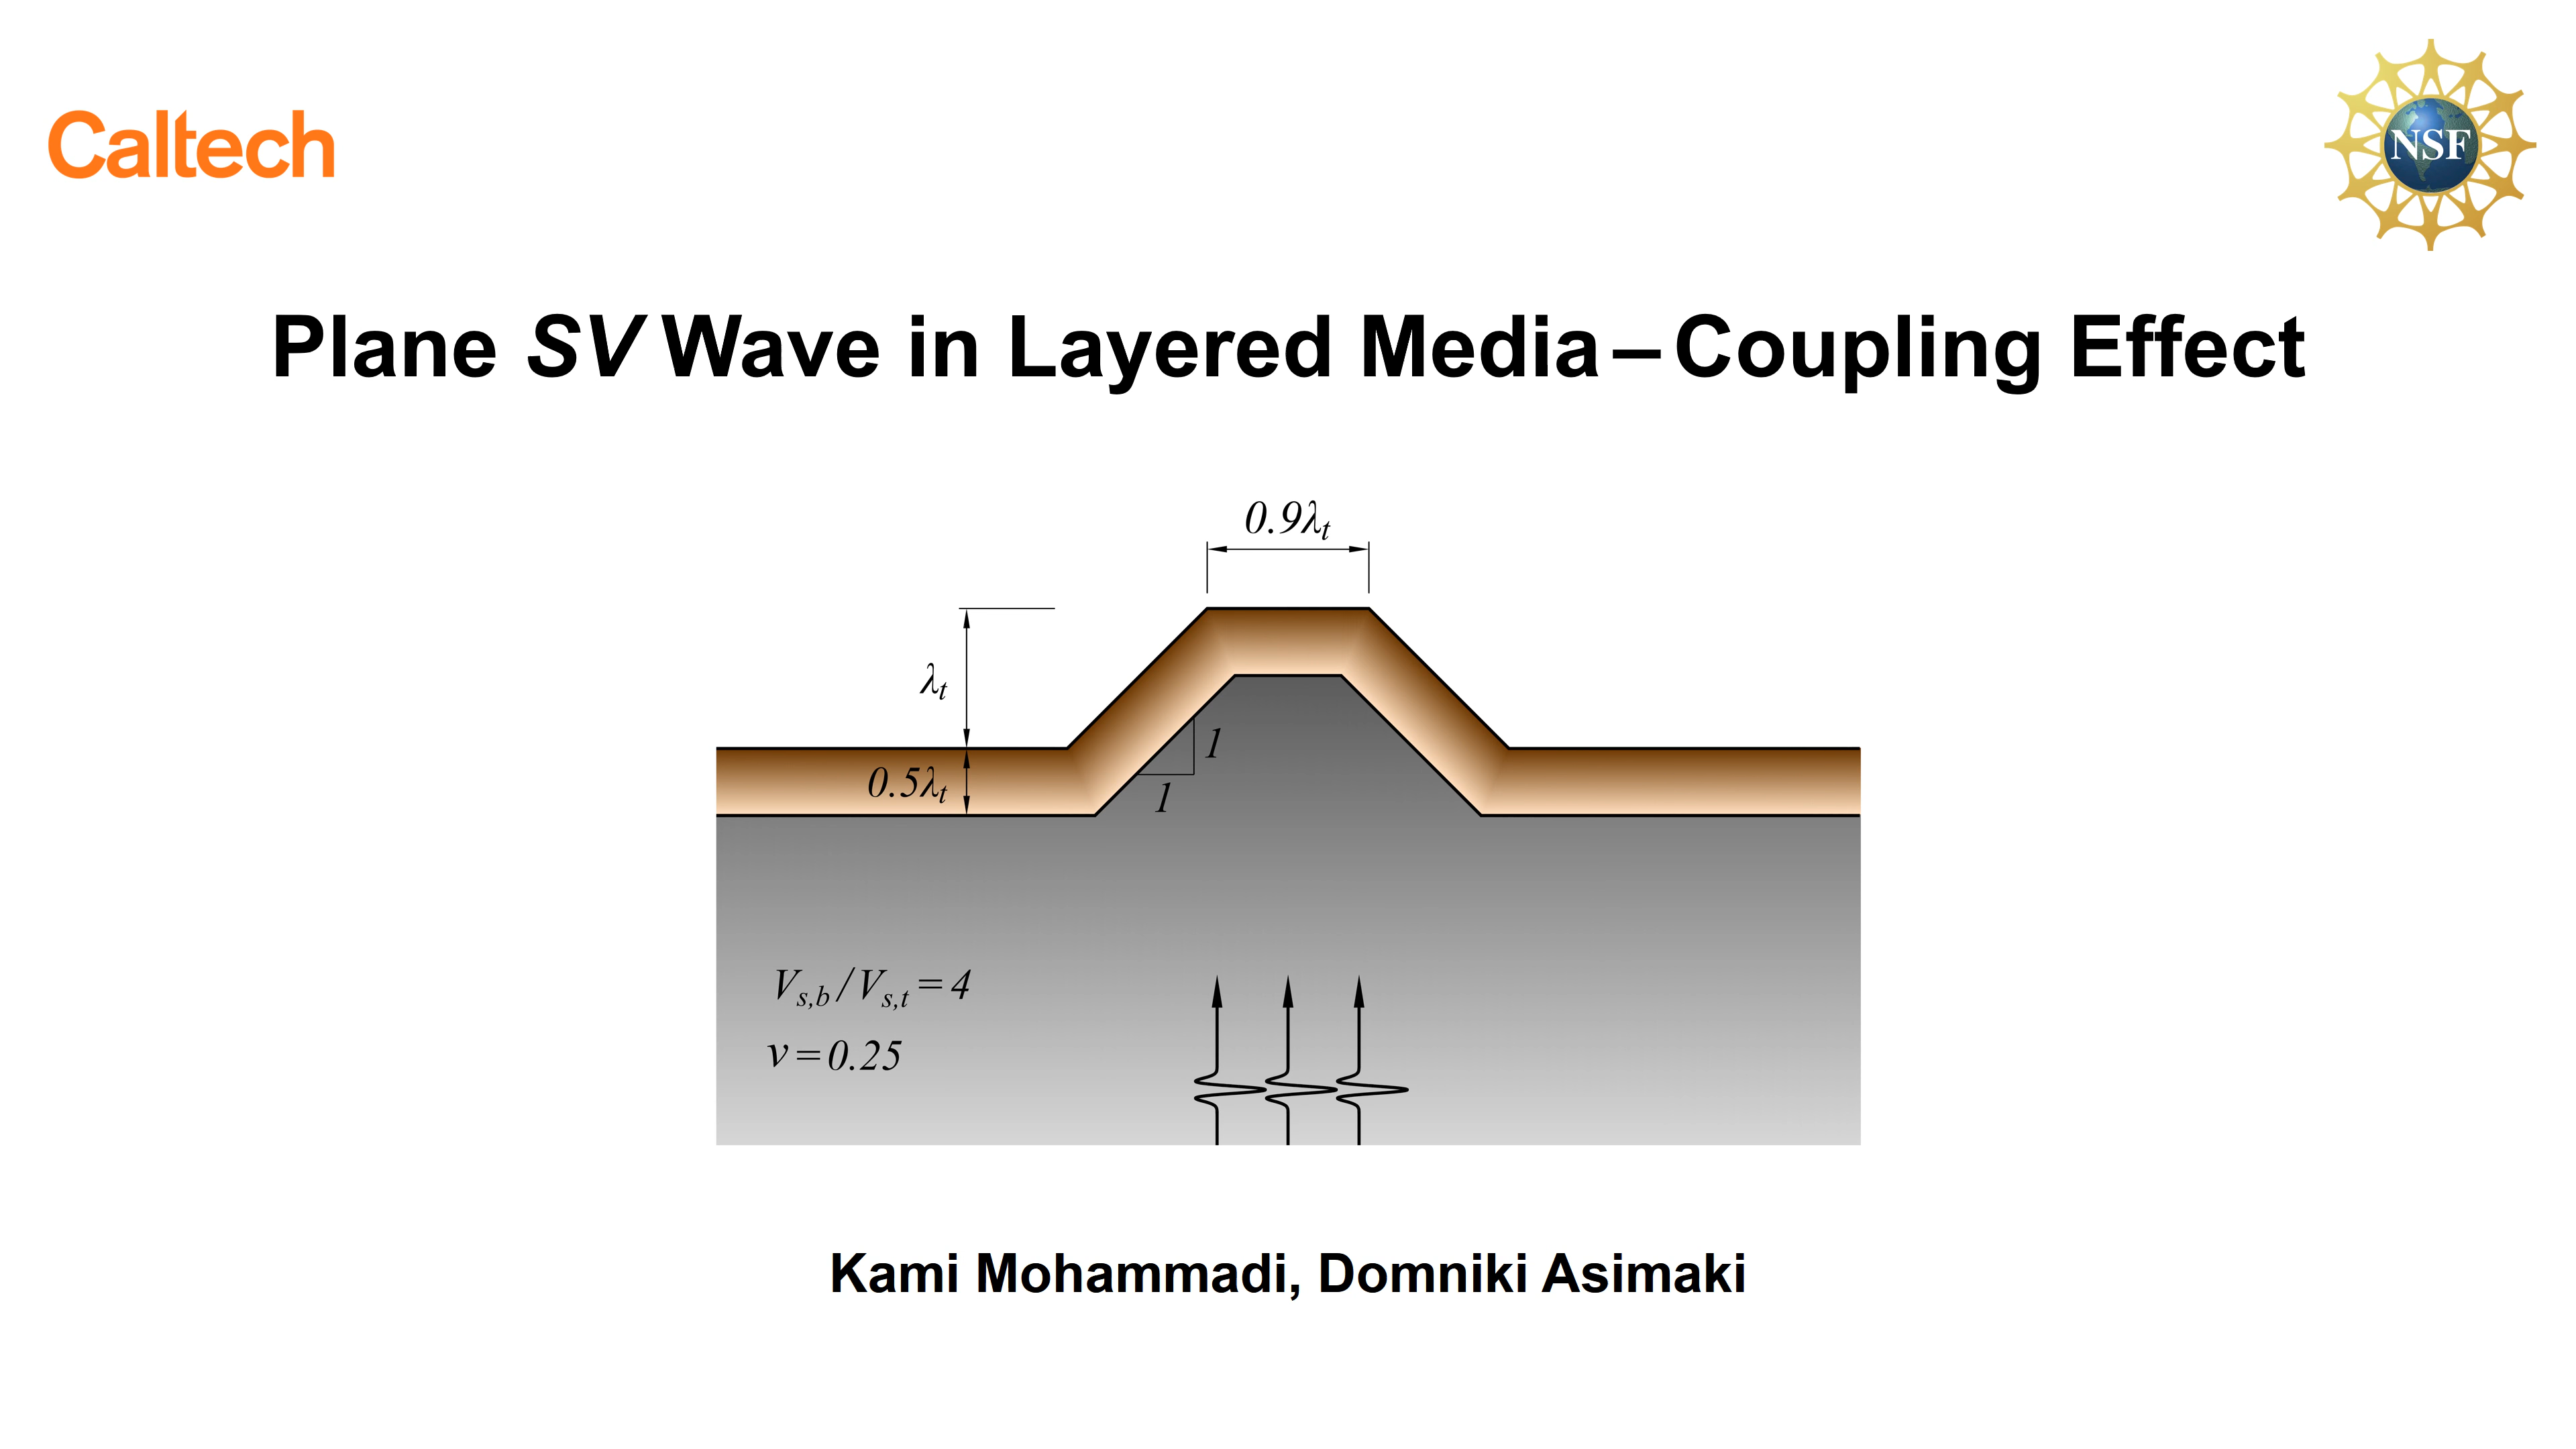 Caltech
NSF
Plane SV Wave in Layered Media – Coupling Effect
0.9λt
λt
0.5λt
1
1
Vs,b/Vs,t=4
ν=0.25
Kami Mohammadi, Domniki Asimaki